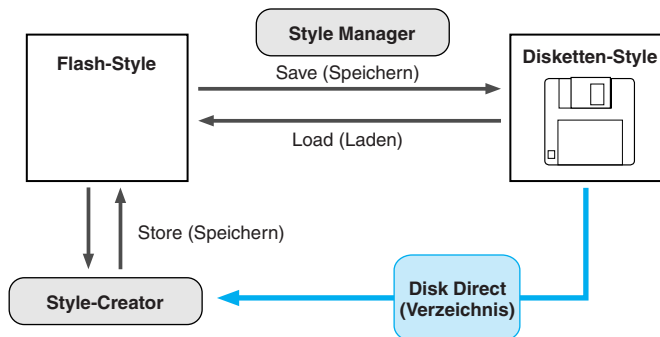 Style Manager
Flash-Style
Disketten-Style
Save (Speichern)
Load (Laden)
Store (Speichern)
Style-Creator
Disk Direct
(Verzeichnis)